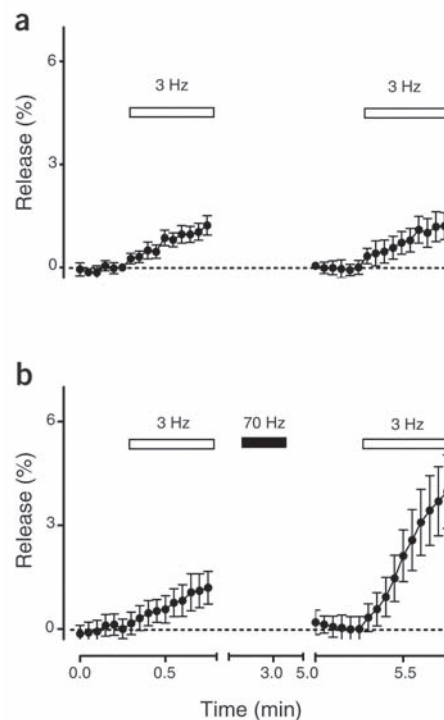 a
6
3 Hz
3 Hz
3
0
Release (%)
b
6
3 Hz
70 Hz
3 Hz
3
0
Release (%)
0.0 0.5 3.0 5.0 5.5
Time (min)